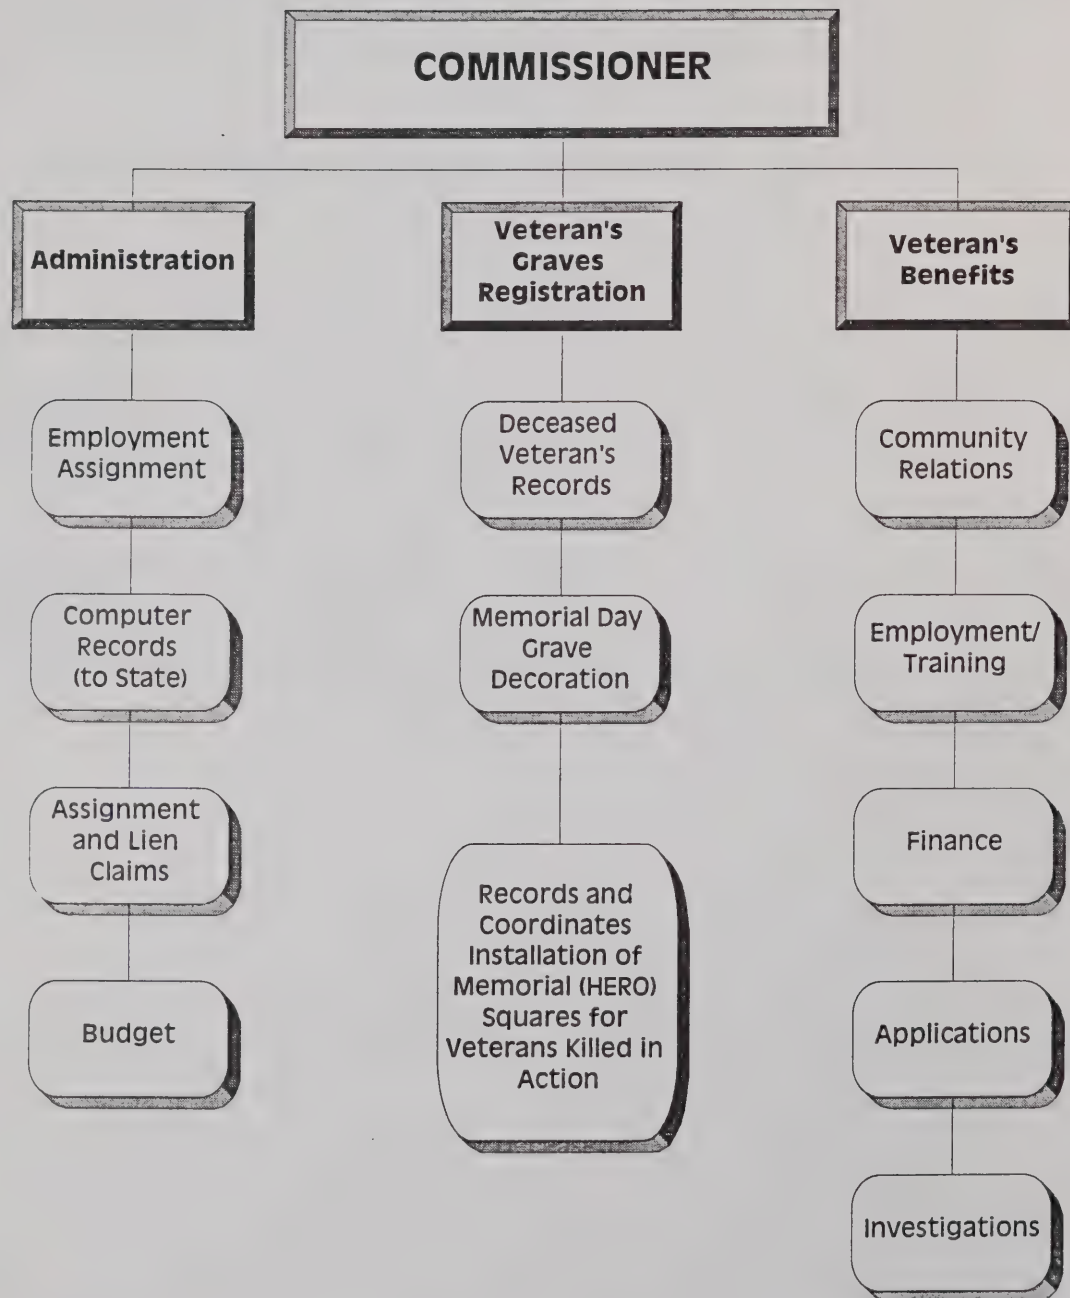 COMMISSIONER
Administration
Veteran's
Graves
Registration
Veteran's
Benefits
Employment
Assignment
Computer
Records
(to State)
Assignment
and Lien
Claims
Budget
Deceased
Veteran's
Records
Memorial Day
Grave
Decoration
Records and
Coordinates
Installation of
Memorial (HERO)
Squares for
Veterans Killed in
Action
Community
Relations
Employment/
Training
Finance
Applications
Investigations